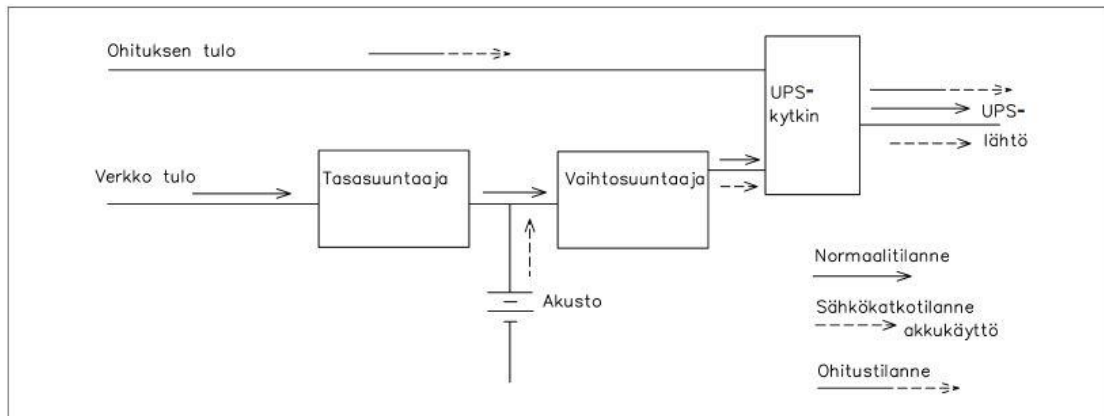 Ohituksen tulo
UPS-
kytkin
UPS-
lähtö
Verkko tulo
Tasasuuntaaja
Vaihtosuuntaaja
Akusto
Normaalitilanne
Sähkökatkotilanne
akkukäyttö
Ohitustilanne